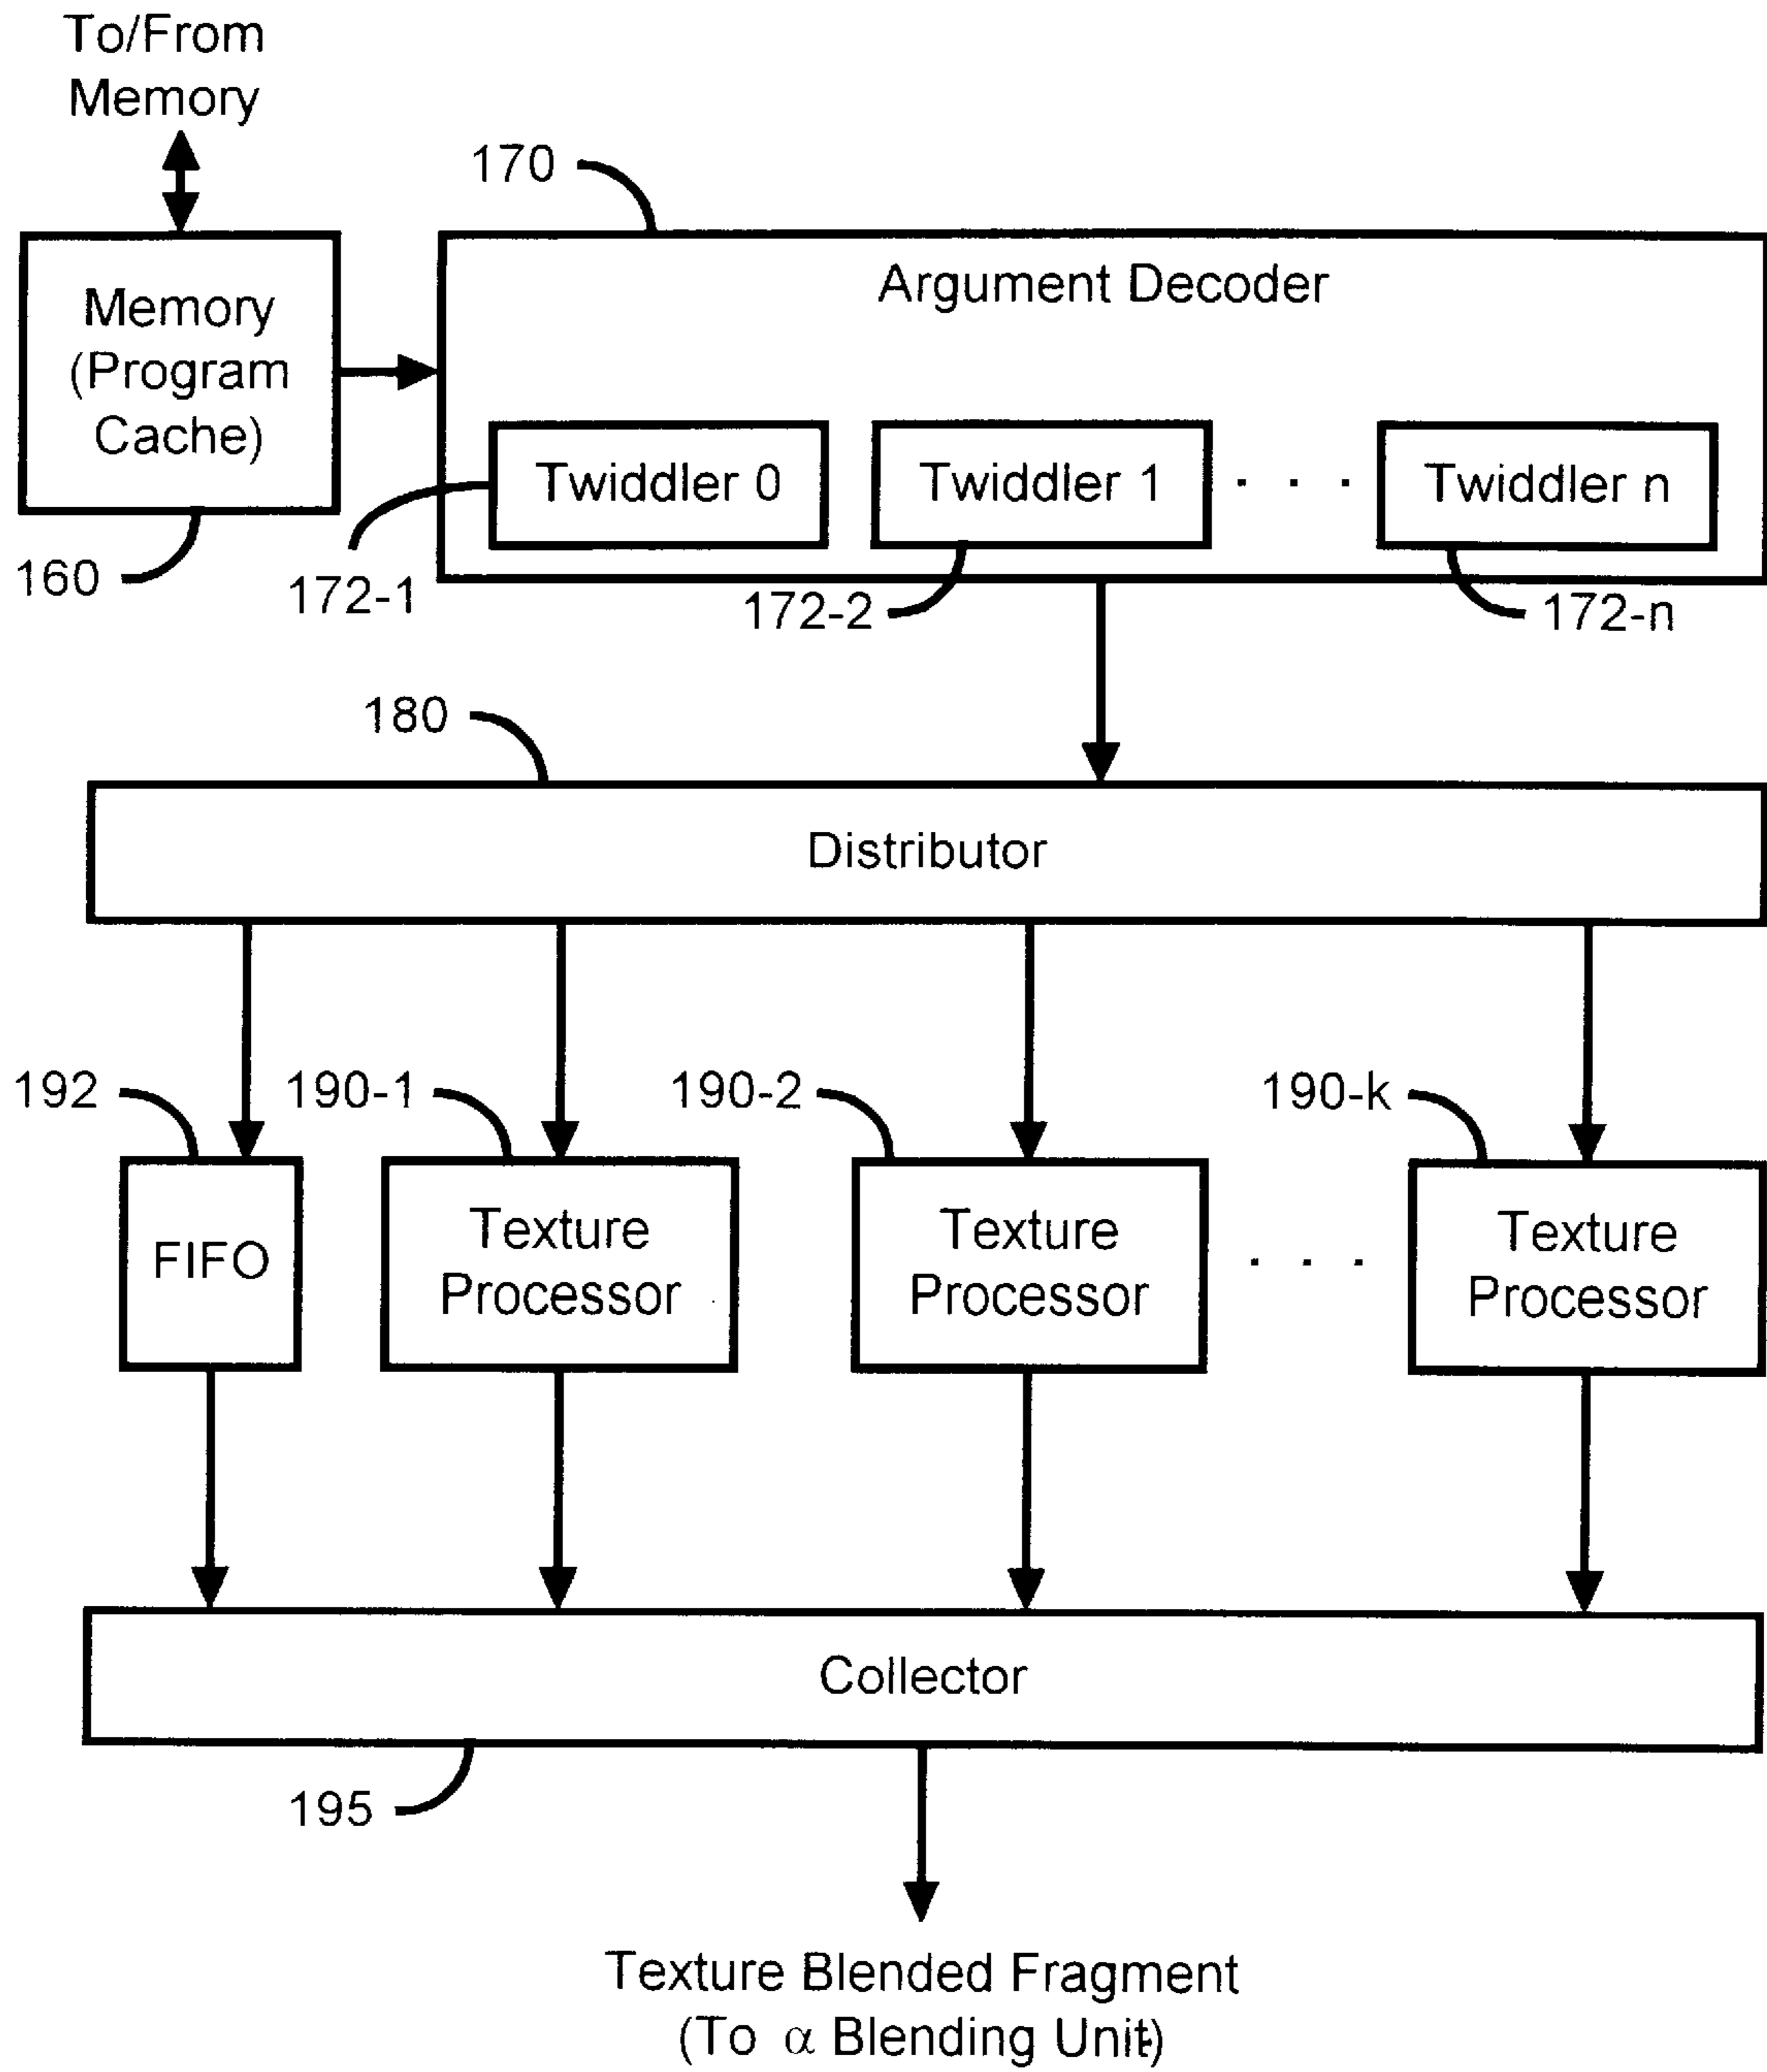 To/From
Memory
170
Argument Decoder
Memory
(Program
Cache)
Twiddler 0
Twiddler 1
. . .
Twiddler n
160
172-1
172-2
172-n
180
Distributor
192
190-1
190-2
190-k
FIFO
Texture
Processor
Texture
Processor
. . .
Texture
Processor
Collector
195
Texture Blended Fragment
(To α Blending Unit)